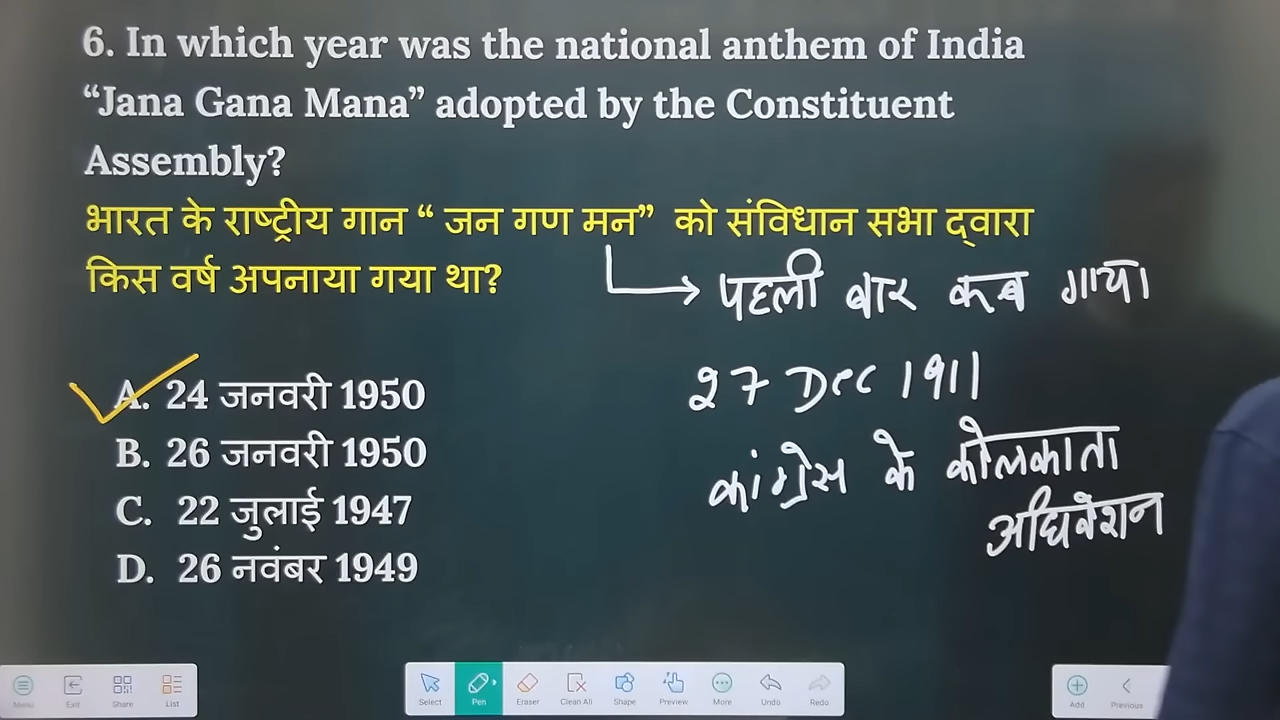 6. In which year was the national anthem of India
“Jana Gana Mana” adopted by the Constituent
Assembly?
भारत के राष्ट्रीय गान “ जन गण मन” को संविधान सभा द्वारा
किस वर्ष अपनाया गया था?
पहली बार कब गाया
A. 24 जनवरी 1950
B. 26 जनवरी 1950
C. 22 जुलाई 1947
D. 26 नवंबर 1949
27 Dec 1911
कांग्रेस के कोलकाता
अधिवेशन
Menu Exit Share List Select Pen Eraser Clean All Shape Preview More Undo Redo Add Previous